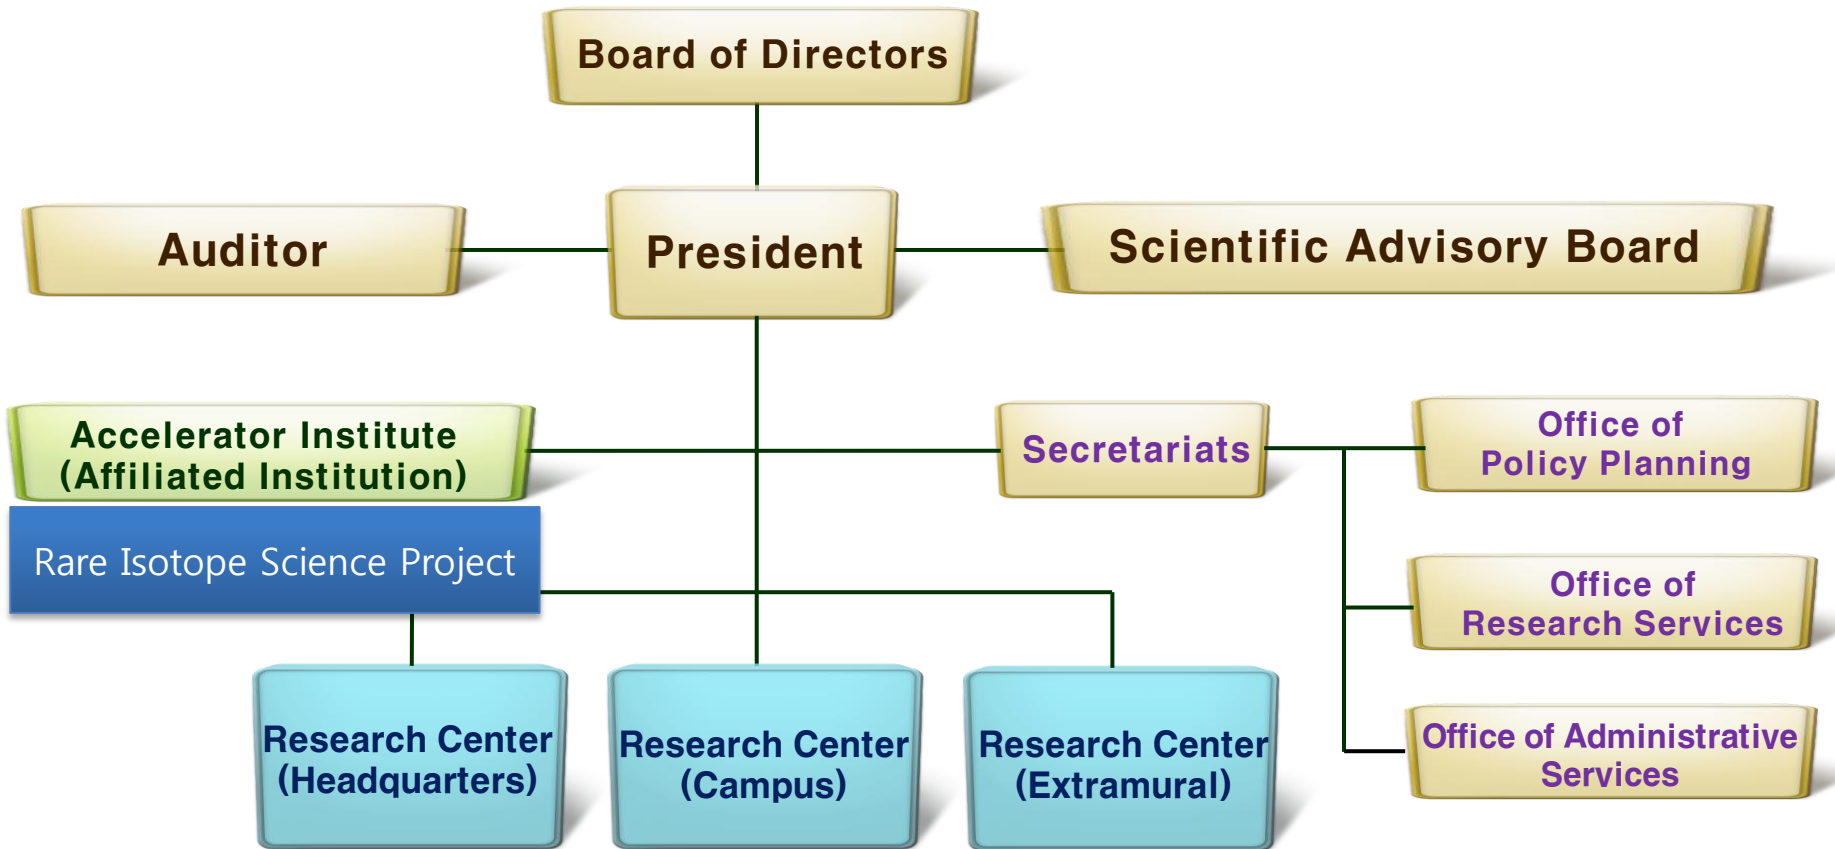 Board of Directors
Auditor
President
Scientific Advisory Board
Accelerator Institute
(Affiliated Institution)
Secretariats
Office of
Policy Planning
Rare Isotope Science Project
Office of
Research Services
Research Center
(Headquarters)
Research Center
(Campus)
Research Center
(Extramural)
Office of Administrative
Services